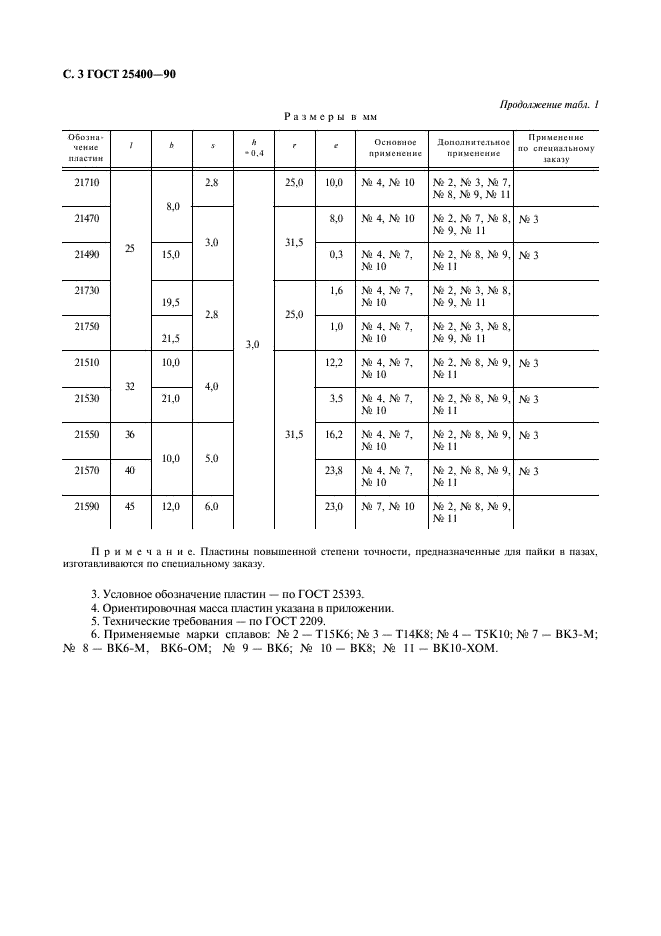 С. 3 ГОСТ 25400—90
Продолжение табл. 1
Размеры в мм
Обозна-
чение
пластин
l
b
s
h
+0,4
r
e
Основное
применение
Дополнительное
применение
Применение
по специальному
заказу
21710
25
8,0
2,8
3,0
25,0
10,0
№ 4, № 10
№ 2, № 3, № 7,
№ 8, № 9, № 11
21470
3,0
31,5
8,0
№ 4, № 10
№ 2, № 7, № 8,
№ 9, № 11
№ 3
21490
15,0
0,3
№ 4, № 7,
№ 10
№ 2, № 8, № 9,
№ 11
№ 3
21730
19,5
2,8
25,0
1,6
№ 4, № 7,
№ 10
№ 2, № 3, № 8,
№ 9, № 11
21750
21,5
1,0
№ 4, № 7,
№ 10
№ 2, № 3, № 8,
№ 9, № 11
21510
32
10,0
4,0
31,5
12,2
№ 4, № 7,
№ 10
№ 2, № 8, № 9,
№ 11
№ 3
21530
21,0
3,5
№ 4, № 7,
№ 10
№ 2, № 8, № 9,
№ 11
№ 3
21550
36
10,0
5,0
16,2
№ 4, № 7,
№ 10
№ 2, № 8, № 9,
№ 11
№ 3
21570
40
23,8
№ 4, № 7,
№ 10
№ 2, № 8, № 9,
№ 11
№ 3
21590
45
12,0
6,0
23,0
№ 7, № 10
№ 2, № 8, № 9,
№ 11
Примечание. Пластины повышенной степени точности, предназначенные для пайки в пазах,
изготавливаются по специальному заказу.
3. Условное обозначение пластин — по ГОСТ 25393.
4. Ориентировочная масса пластин указана в приложении.
5. Технические требования — по ГОСТ 2209.
6. Применяемые марки сплавов: № 2 — Т15К6; № 3 — Т14К8; № 4 — Т5К10; № 7 — ВК3-М;
№ 8 — ВК6-М, ВК6-ОМ; № 9 — ВК6; № 10 — ВК8; № 11 — ВК10-ХОМ.